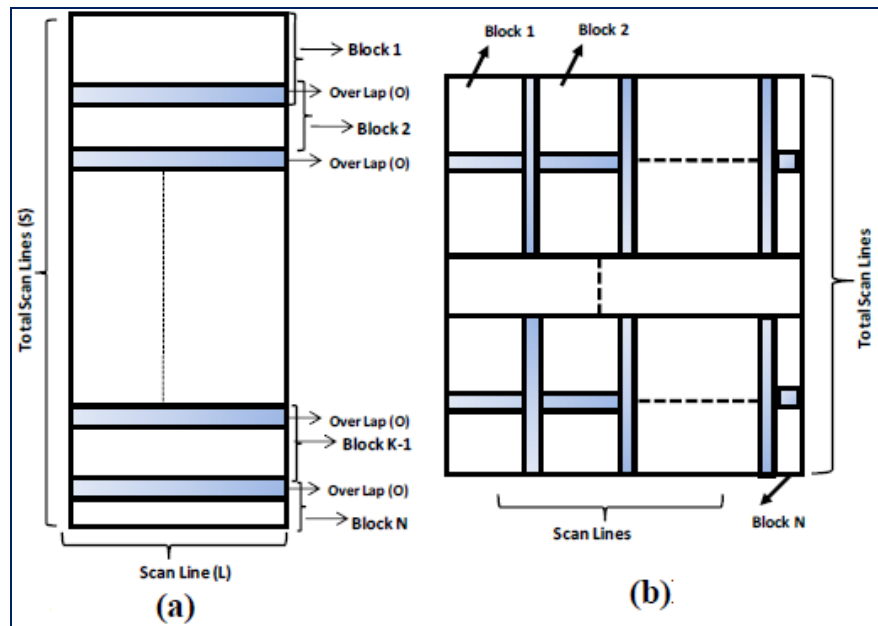 Block 1
Over Lap (O)
Block 2
Over Lap (O)
Total Scan Lines (S)
Over Lap (O)
Block K-1
Over Lap (O)
Block N
Scan Line (L)
(a)
Block 1
Block 2
Total Scan Lines
Scan Lines
Block N
(b)